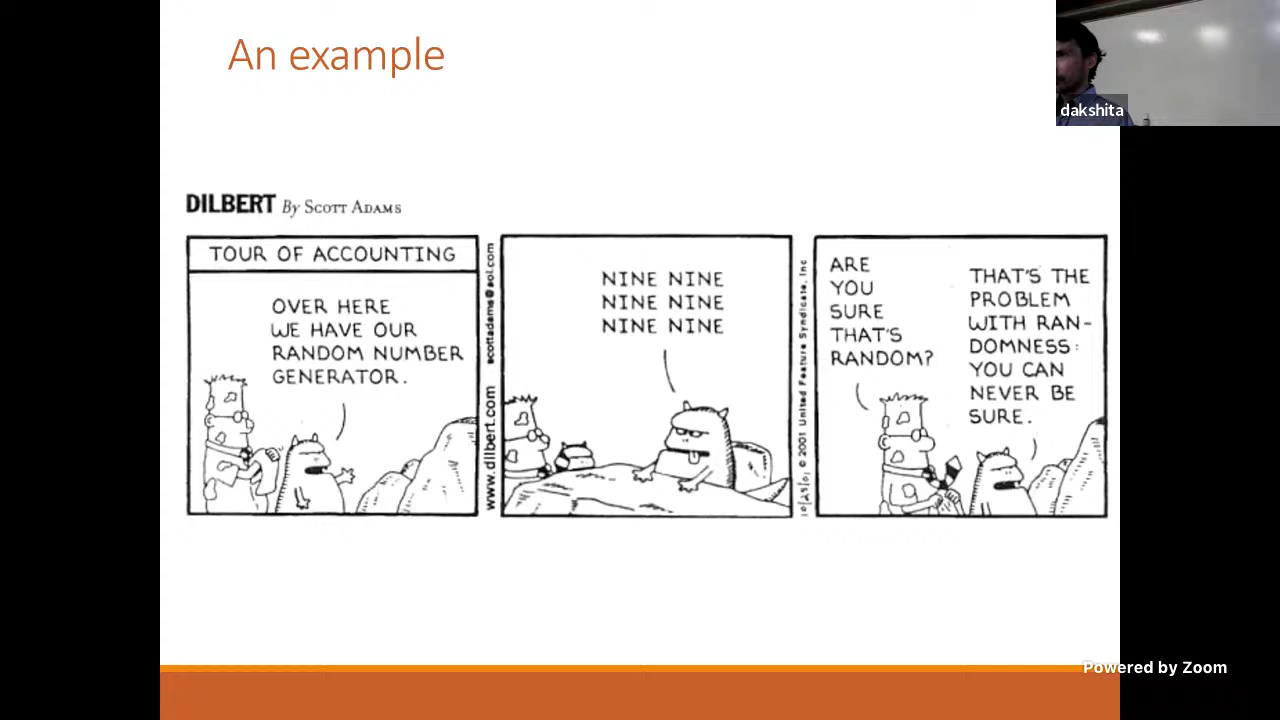 An example
dakshita
DILBERT By SCOTT ADAMS
TOUR OF ACCOUNTING
OVER HERE
WE HAVE OUR
RANDOM NUMBER
GENERATOR.
www.dilbert.com scottadams@aol.com
NINE NINE
NINE NINE
NINE NINE
© 2001 United Feature Syndicate, Inc.
ARE
YOU
SURE
THAT'S
RANDOM?
THAT'S THE
PROBLEM
WITH RAN-
DOMNESS:
YOU CAN
NEVER BE
SURE.
Powered by Zoom